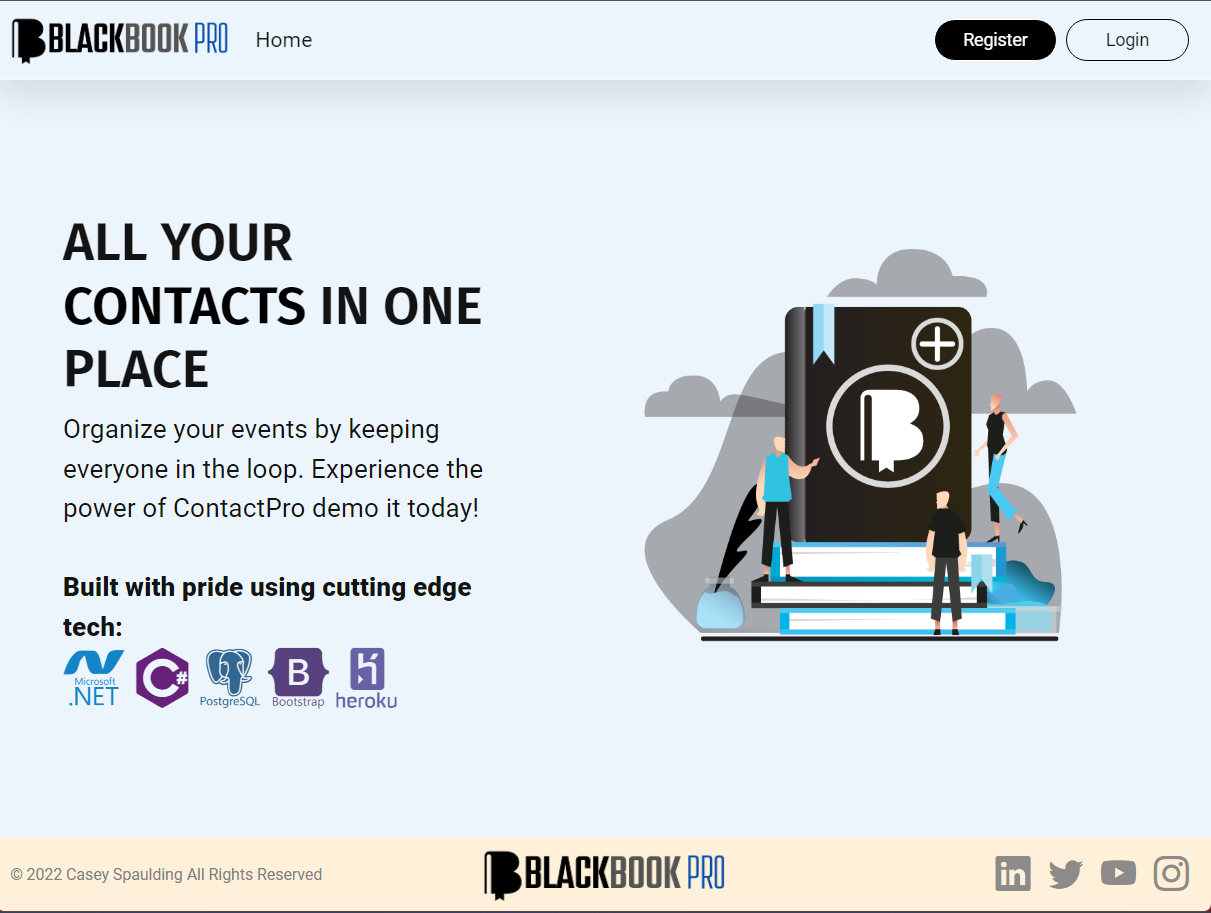 BLACKBOOK PRO Home Register Login
ALL YOUR
CONTACTS IN ONE
PLACE
Organize your events by keeping
everyone in the loop. Experience the
power of ContactPro demo it today!
Built with pride using cutting edge
tech:
Microsoft .NET
C#
PostgreSQL
B Bootstrap
heroku
B
© 2022 Casey Spaulding All Rights Reserved BLACKBOOK PRO in